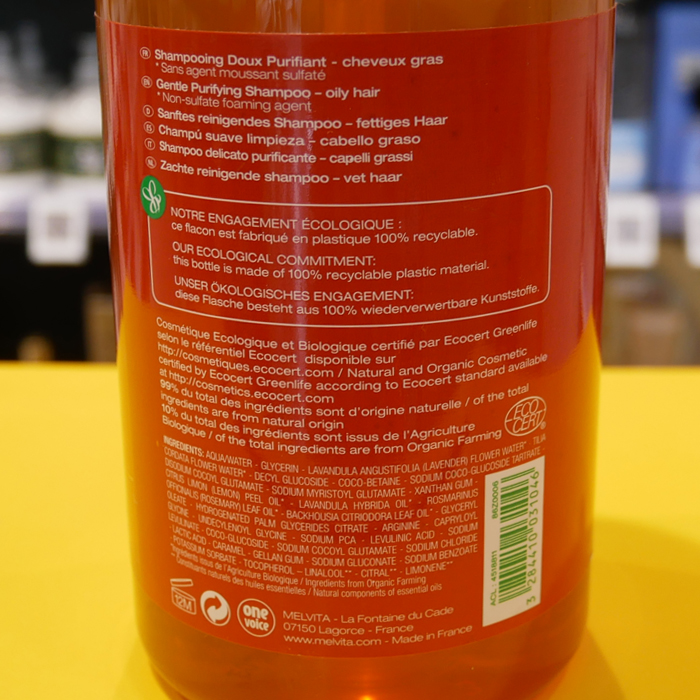 FR Shampooing Doux Purifiant - cheveux gras
* Sans agent moussant sulfaté
EN Gentle Purifying Shampoo – oily hair
* Non-sulfate foaming agent
D Sanftes reinigendes Shampoo – fettiges Haar
ES Champú suave limpieza – cabello graso
IT Shampoo delicato purificante – capelli grassi
NL Zachte reinigende shampoo – vet haar
NOTRE ENGAGEMENT ÉCOLOGIQUE :
ce flacon est fabriqué en plastique 100% recyclable.
OUR ECOLOGICAL COMMITMENT:
this bottle is made of 100% recyclable plastic material.
UNSER ÖKOLOGISCHES ENGAGEMENT:
diese Flasche besteht aus 100% wiederverwertbare Kunststoffe.
Cosmétique Ecologique et Biologique certifié par Ecocert Greenlife
selon le référentiel Ecocert disponible sur
http://cosmetiques.ecocert.com / Natural and Organic Cosmetic
certified by Ecocert Greenlife according to Ecocert standard available
at http://cosmetics.ecocert.com
99% du total des ingrédients sont d'origine naturelle / of the total
ingredients are from natural origin
10% du total des ingrédients sont issus de l'Agriculture
Biologique / of the total ingredients are from Organic Farming
ECO CERT
INGREDIENTS: AQUA/WATER - GLYCERIN - LAVANDULA ANGUSTIFOLIA (LAVENDER) FLOWER WATER* - TILIA
CORDATA FLOWER WATER* - DECYL GLUCOSIDE - COCO-BETAINE - SODIUM COCO-GLUCOSIDE TARTRATE -
DISODIUM COCOYL GLUTAMATE - SODIUM MYRISTOYL GLUTAMATE - XANTHAN GUM -
CITRUS LIMON (LEMON) PEEL OIL* - LAVANDULA HYBRIDA OIL* - ROSMARINUS
OFFICINALIS (ROSEMARY) LEAF OIL* - BACKHOUSIA CITRIODORA LEAF OIL* - GLYCERYL
OLEATE - HYDROGENATED PALM GLYCERIDES CITRATE - ARGININE - CAPRYLOYL
GLYCINE - UNDECYLENOYL GLYCINE - SODIUM PCA - LEVULINIC ACID - SODIUM
LEVULINATE - COCO-GLUCOSIDE - SODIUM COCOYL GLUTAMATE - SODIUM CHLORIDE
- LACTIC ACID - CARAMEL - GELLAN GUM - SODIUM GLUCONATE - SODIUM BENZOATE
- POTASSIUM SORBATE - TOCOPHEROL - LINALOOL** - CITRAL** - LIMONENE**
*Ingrédients issus de l'Agriculture Biologique / Ingredients from Organic Farming
** Constituants naturels des huiles essentielles / Natural components of essential oils
86Z0006
ACL : 4518811
3 284410 031046
12M
one voice
MELVITA - La Fontaine du Cade
07150 Lagorce - France
www.melvita.com - Made in France